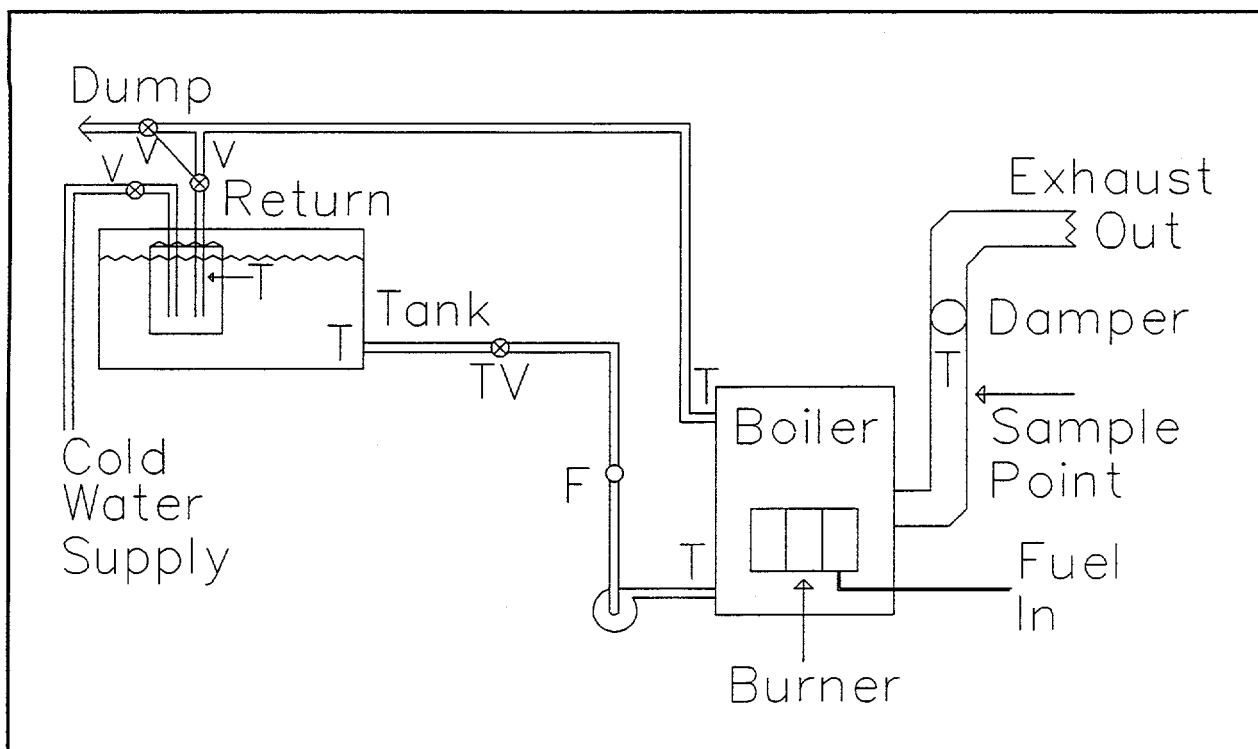 Dump
V
V
V
Return
T
Tank
T
TV
F
T
T
Cold
Water
Supply
Boiler
Burner
Exhaust
Out
Damper
T
Sample
Point
Fuel
In